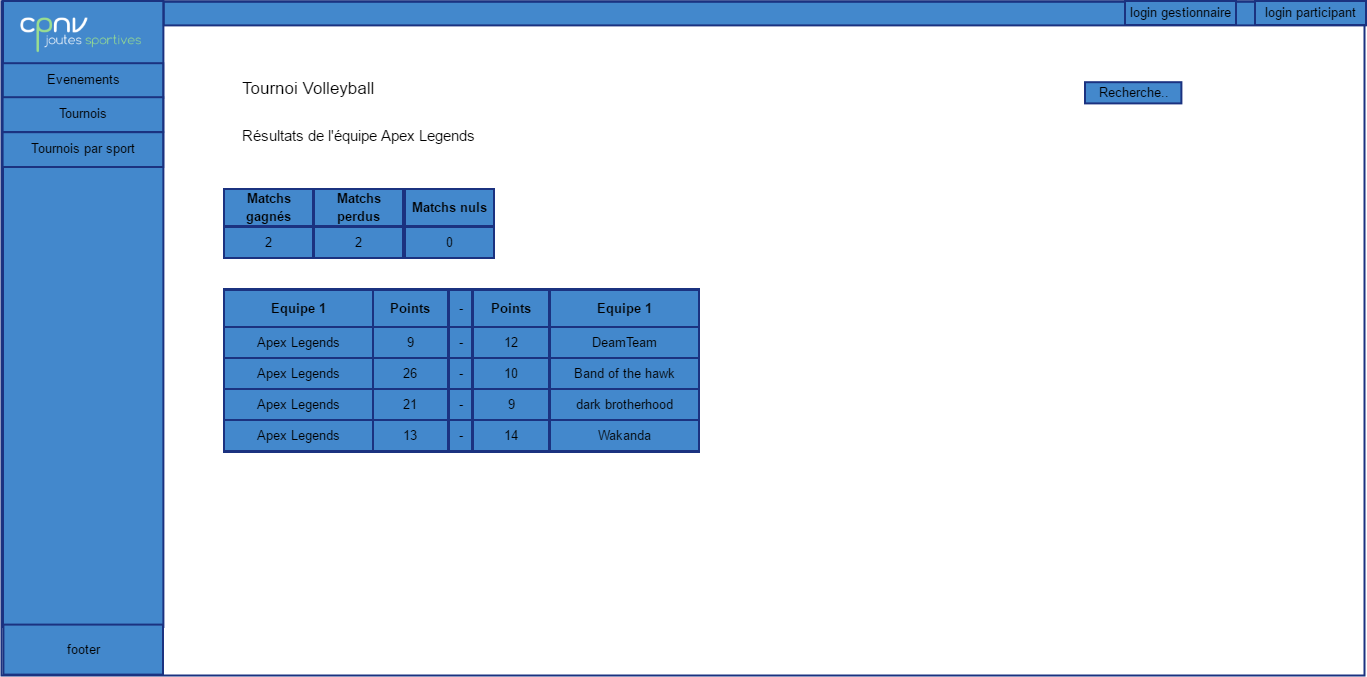 cpnv
joutes sportives
login gestionnaire
login participant
Evenements
Tournois
Tournois par sport
footer
Tournoi Volleyball
Recherche..
Résultats de l'équipe Apex Legends
Matchs gagnés Matchs perdus Matchs nuls
2 2 0
Equipe 1 Points - Points Equipe 1
Apex Legends 9 - 12 DeamTeam
Apex Legends 26 - 10 Band of the hawk
Apex Legends 21 - 9 dark brotherhood
Apex Legends 13 - 14 Wakanda